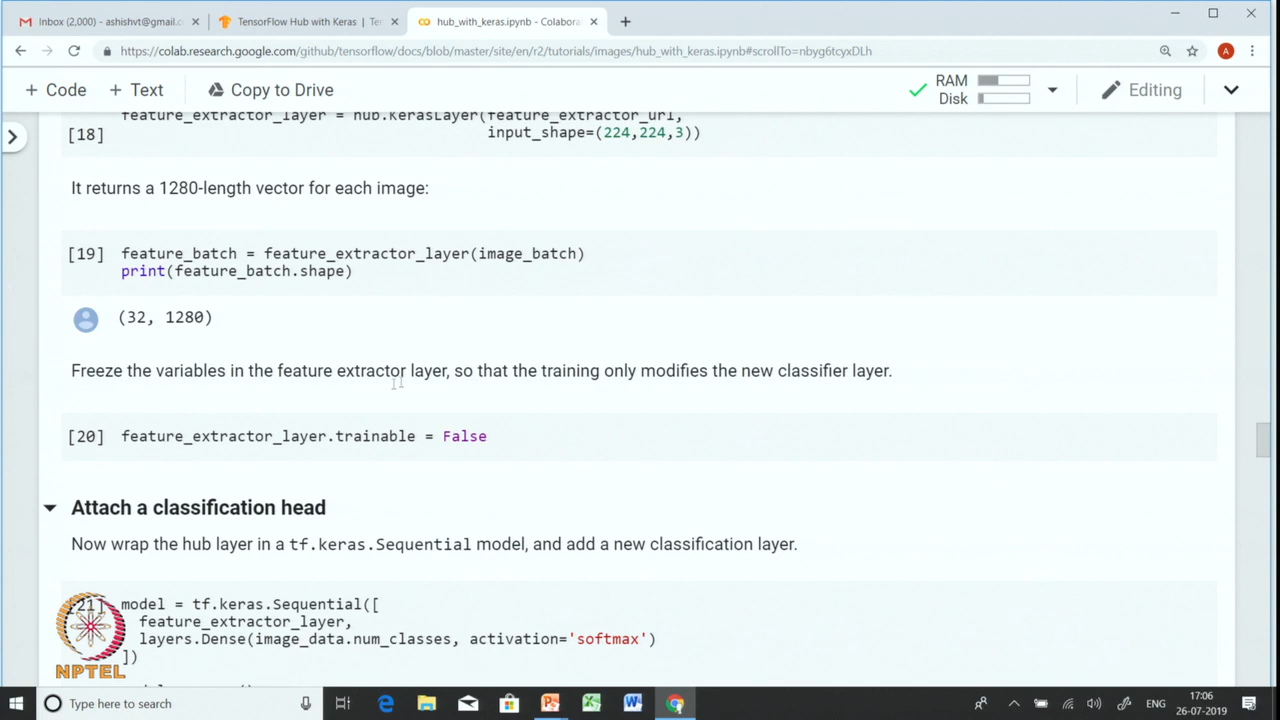 Inbox (2,000) - ashishvt@gmail.c
TensorFlow Hub with Keras | Ten
hub_with_keras.ipynb - Colabora
https://colab.research.google.com/github/tensorflow/docs/blob/master/site/en/r2/tutorials/images/hub_with_keras.ipynb#scrollTo=nbyg6tcyxDLh
A
+ Code + Text Copy to Drive
RAM
Disk
Editing
feature_extractor_layer = hub.KerasLayer(feature_extractor_url,
[18] input_shape=(224,224,3))
It returns a 1280-length vector for each image:
[19] feature_batch = feature_extractor_layer(image_batch)
print(feature_batch.shape)
(32, 1280)
Freeze the variables in the feature extractor layer, so that the training only modifies the new classifier layer.
[20] feature_extractor_layer.trainable = False
Attach a classification head
Now wrap the hub layer in a tf.keras.Sequential model, and add a new classification layer.
[21] model = tf.keras.Sequential([
feature_extractor_layer,
layers.Dense(image_data.num_classes, activation='softmax')
])
NPTEL
Type here to search
ENG
17:06
26-07-2019